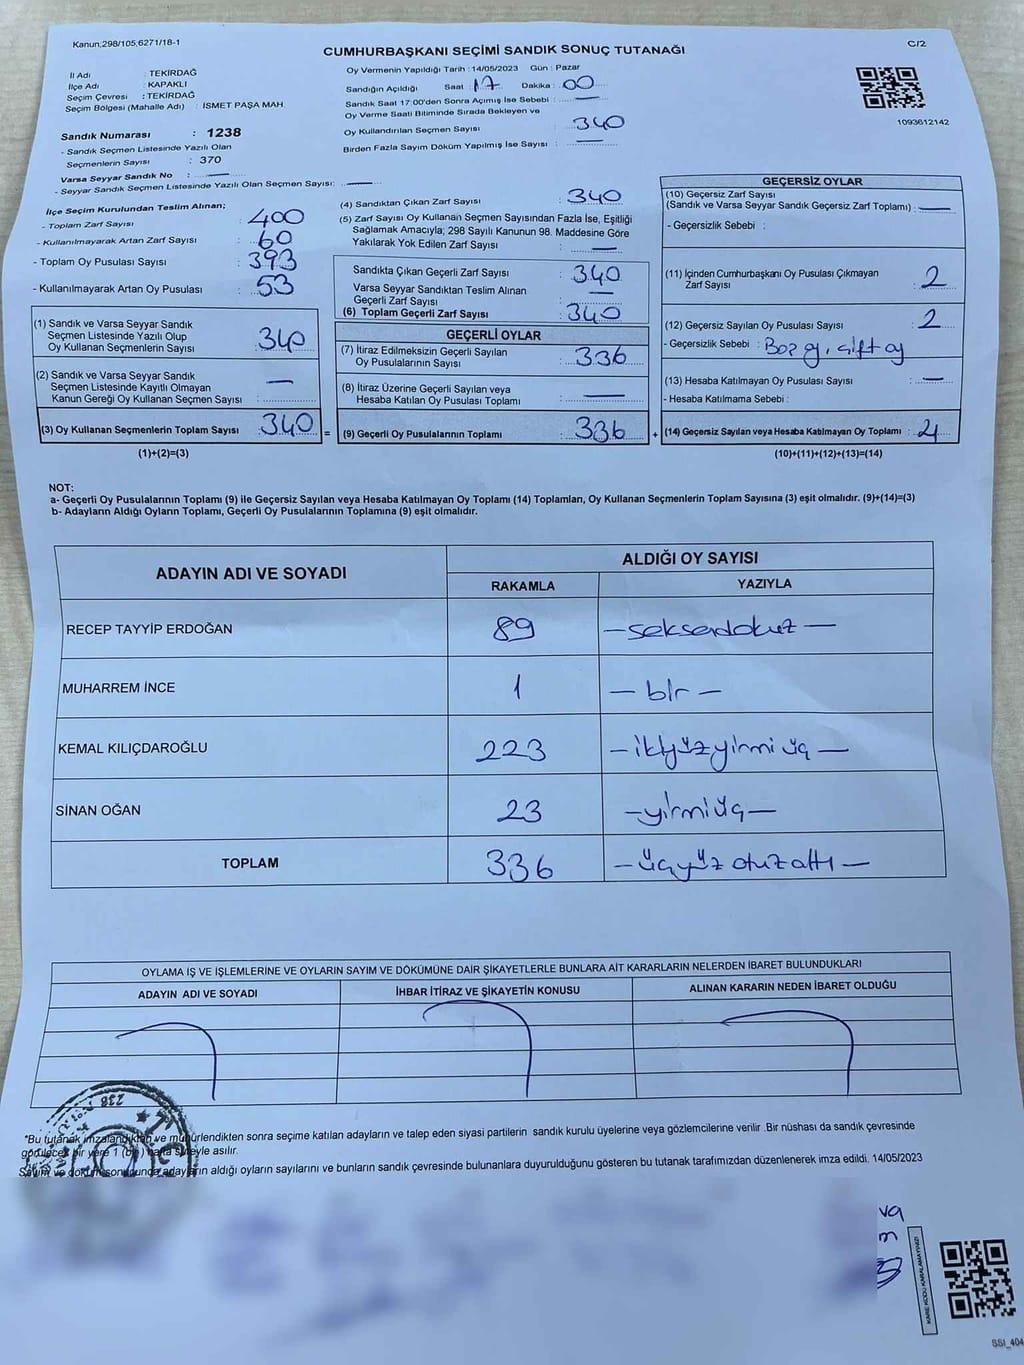 Kanun;298/105;6271/18-1
C/2
CUMHURBAŞKANI SEÇİMİ SANDIK SONUÇ TUTANAĞI
İl Adı : TEKİRDAĞ
İlçe Adı : KAPAKLI
Seçim Çevresi : TEKİRDAĞ
Seçim Bölgesi (Mahalle Adı) : İSMET PAŞA MAH.
Sandık Numarası : 1238
- Sandık Seçmen Listesinde Yazılı Olan
Seçmenlerin Sayısı : 370
Varsa Seyyar Sandık No : —
- Seyyar Sandık Seçmen Listesinde Yazılı Olan Seçmen Sayısı: —
Oy Vermenin Yapıldığı Tarih : 14/05/2023 Gün : Pazar
Sandığın Açıldığı Saat : 17 Dakika : 00
Sandık Saat 17:00'den Sonra Açımış İse Sebebi : —
Oy Verme Saati Bitiminde Sırada Bekleyen ve
Oy Kullandırılan Seçmen Sayısı : 340
Birden Fazla Sayım Döküm Yapılmış İse Sayısı : —
1093612142
İlçe Seçim Kurulundan Teslim Alınan;
- Toplam Zarf Sayısı : 400
- Kullanılmayarak Artan Zarf Sayısı : 60
- Toplam Oy Pusulası Sayısı : 393
- Kullanılmayarak Artan Oy Pusulası : 53
(1) Sandık ve Varsa Seyyar Sandık
Seçmen Listesinde Yazılı Olup
Oy Kullanan Seçmenlerin Sayısı : 340
(2) Sandık ve Varsa Seyyar Sandık
Seçmen Listesinde Kayıtlı Olmayan
Kanun Gereği Oy Kullanan Seçmen Sayısı : —
(3) Oy Kullanan Seçmenlerin Toplam Sayısı : 340 =
(1)+(2)=(3)
(4) Sandıktan Çıkan Zarf Sayısı : 340
(5) Zarf Sayısı Oy Kullanan Seçmen Sayısından Fazla İse, Eşitliği
Sağlamak Amacıyla; 298 Sayılı Kanunun 98. Maddesine Göre
Yakılarak Yok Edilen Zarf Sayısı : —
Sandıkta Çıkan Geçerli Zarf Sayısı : 340
Varsa Seyyar Sandıktan Teslim Alınan
Geçerli Zarf Sayısı : —
(6) Toplam Geçerli Zarf Sayısı : 340
GEÇERLİ OYLAR
(7) İtiraz Edilmeksizin Geçerli Sayılan
Oy Pusulalarının Sayısı : 336
(8) İtiraz Üzerine Geçerli Sayılan veya
Hesaba Katılan Oy Pusulası Toplamı : —
(9) Geçerli Oy Pusulalarının Toplamı : 336 +
GEÇERSİZ OYLAR
(10) Geçersiz Zarf Sayısı
(Sandık ve Varsa Seyyar Sandık Geçersiz Zarf Toplamı) : —
- Geçersizlik Sebebi :
(11) İçinden Cumhurbaşkanı Oy Pusulası Çıkmayan
Zarf Sayısı : 2
(12) Geçersiz Sayılan Oy Pusulası Sayısı : 2
- Geçersizlik Sebebi : Boş oy, çift oy
(13) Hesaba Katılmayan Oy Pusulası Sayısı : —
- Hesaba Katılmama Sebebi :
(14) Geçersiz Sayılan veya Hesaba Katılmayan Oy Toplamı : 4
(10)+(11)+(12)+(13)=(14)
NOT:
a- Geçerli Oy Pusulalarının Toplamı (9) ile Geçersiz Sayılan veya Hesaba Katılmayan Oy Toplamı (14) Toplamları, Oy Kullanan Seçmenlerin Toplam Sayısına (3) eşit olmalıdır. (9)+(14)=(3)
b- Adayların Aldığı Oyların Toplamı, Geçerli Oy Pusulalarının Toplamına (9) eşit olmalıdır.
ADAYIN ADI VE SOYADI
ALDIĞI OY SAYISI
RAKAMLA YAZIYLA
RECEP TAYYİP ERDOĞAN 89 — seksendokuz —
MUHARREM İNCE 1 — bir —
KEMAL KILIÇDAROĞLU 223 — ikiyüzyirmi üç —
SİNAN OĞAN 23 — yirmiüç —
TOPLAM 336 — üçyüz otuz altı —
OYLAMA İŞ VE İŞLEMLERİNE VE OYLARIN SAYIM VE DÖKÜMÜNE DAİR ŞİKAYETLERLE BUNLARA AİT KARARLARIN NELERDEN İBARET BULUNDUKLARI
ADAYIN ADI VE SOYADI İHBAR İTİRAZ VE ŞİKAYETİN KONUSU ALINAN KARARIN NEDEN İBARET OLDUĞU
*Bu tutanak imzalandıktan ve mühürlendikten sonra seçime katılan adayların ve talep eden siyasi partilerin sandık kurulu üyelerine veya gözlemcilerine verilir .Bir nüshası da sandık çevresinde
görülecek bir yere 1 (bir) hafta süreyle asılır.
Sayım ve döküm sonucunda adayların aldığı oyların sayılarını ve bunların sandık çevresinde bulunanlara duyurulduğunu gösteren bu tutanak tarafımızdan düzenlenerek imza edildi. 14/05/2023
KARE KODU KARALAMAYINIZ!
SSI_404